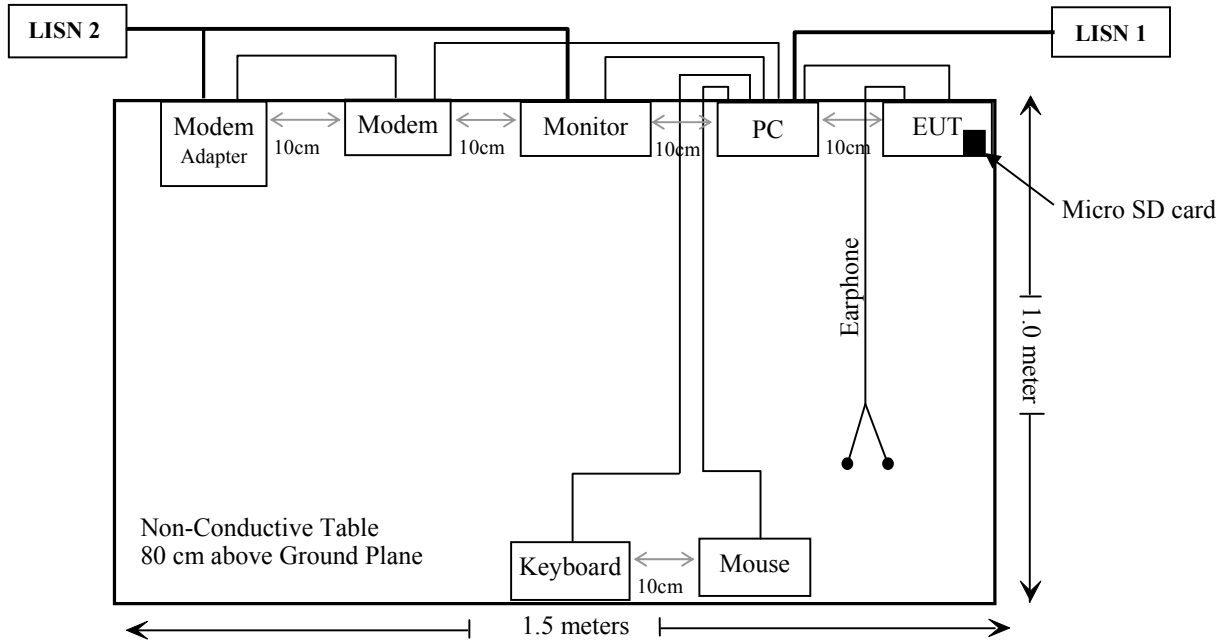 LISN 2
LISN 1
Modem
Adapter
10cm
Modem
10cm
Monitor
10cm
PC
10cm
EUT
Micro SD card
Earphone
| 1.0 meter |
Non-Conductive Table
80 cm above Ground Plane
Keyboard
10cm
Mouse
1.5 meters